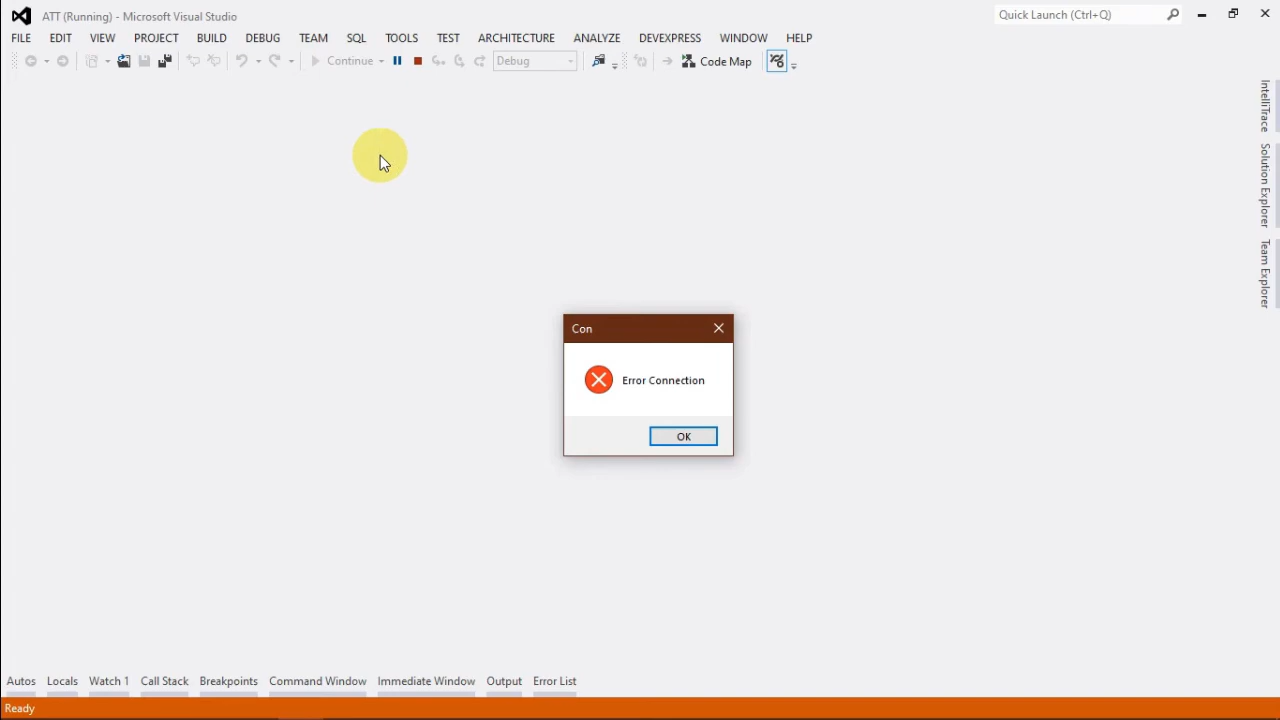 ATT (Running) - Microsoft Visual Studio
Quick Launch (Ctrl+Q)
FILE EDIT VIEW PROJECT BUILD DEBUG TEAM SQL TOOLS TEST ARCHITECTURE ANALYZE DEVEXPRESS WINDOW HELP
Continue Debug Code Map
IntelliTrace
Solution Explorer
Team Explorer
Con
Error Connection
OK
Autos Locals Watch 1 Call Stack Breakpoints Command Window Immediate Window Output Error List
Ready